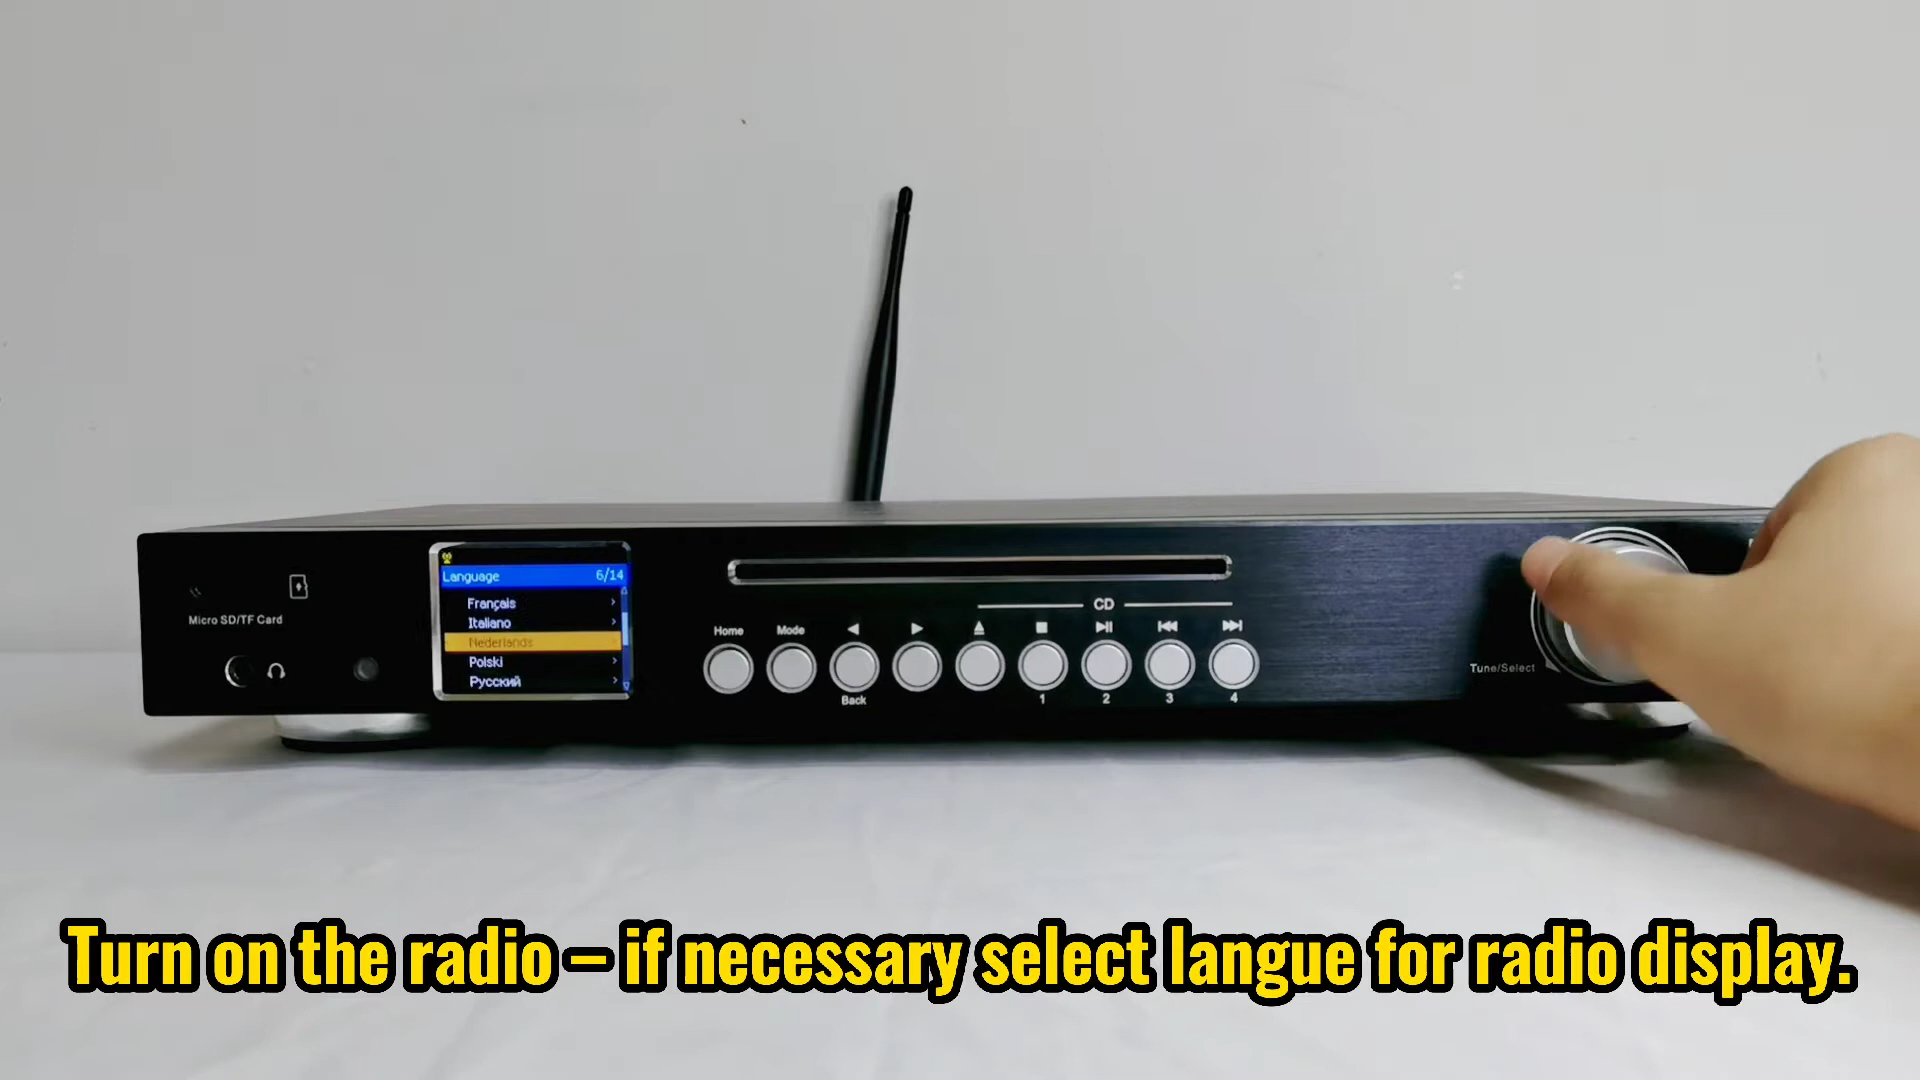 Micro SD/TF Card
Language 6/14
Français
Italiano
Nederlands
Polski
Русский
CD
Home Mode
Back 1 2 3 4
Tune/Select
Turn on the radio – if necessary select langue for radio display.